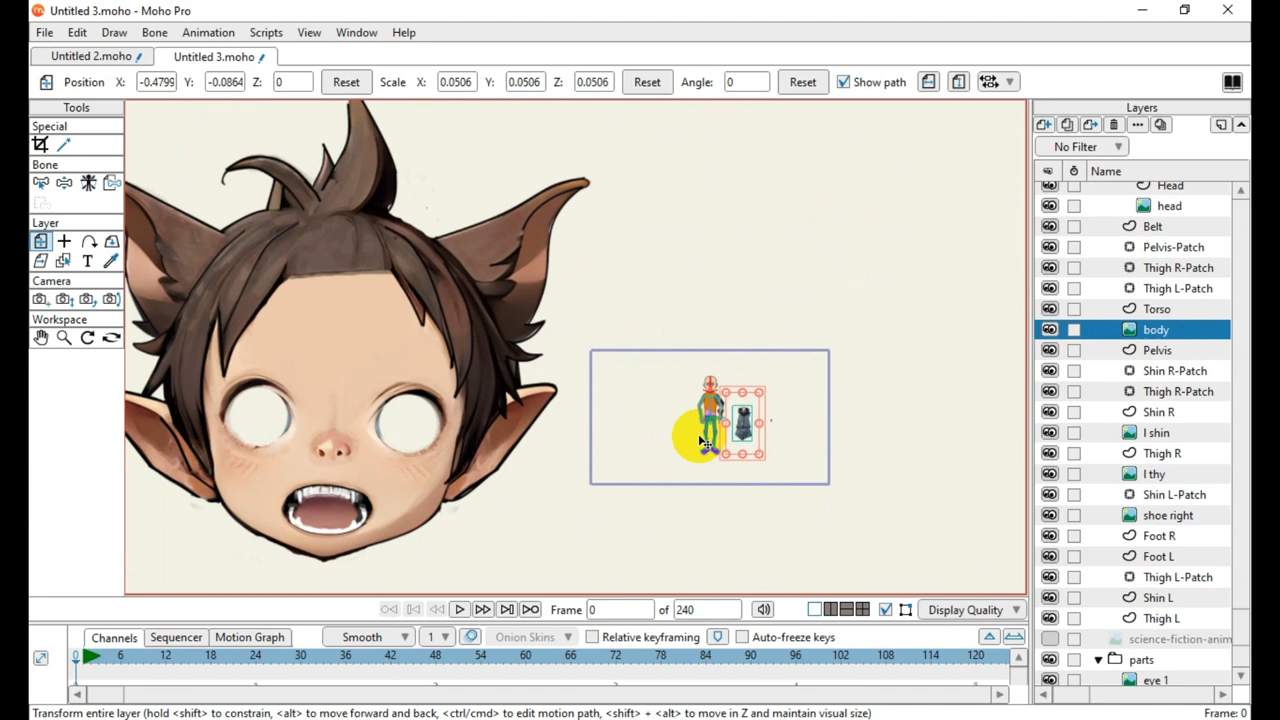 Untitled 3.moho - Moho Pro
File Edit Draw Bone Animation Scripts View Window Help
Untitled 2.moho Untitled 3.moho
Position X: -0.4799 Y: -0.0864 Z: 0 Reset Scale X: 0.0506 Y: 0.0506 Z: 0.0506 Reset Angle: 0 Reset Show path
Tools
Special
Bone
Layer
T
Camera
Workspace
Layers
No Filter
Name
Head
head
Belt
Pelvis-Patch
Thigh R-Patch
Thigh L-Patch
Torso
body
Pelvis
Shin R-Patch
Thigh R-Patch
Shin R
l shin
Thigh R
l thy
Shin L-Patch
shoe right
Foot R
Foot L
Thigh L-Patch
Shin L
Thigh L
science-fiction-anim
parts
eye 1
Frame 0 of 240 Display Quality
Channels Sequencer Motion Graph Smooth 1 Onion Skins Relative keyframing Auto-freeze keys
0 6 12 18 24 30 36 42 48 54 60 66 72 78 84 90 96 102 108 114 120
2 4
Transform entire layer (hold <shift> to constrain, <alt> to move forward and back, <ctrl/cmd> to edit motion path, <shift> + <alt> to move in Z and maintain visual size) Frame: 0